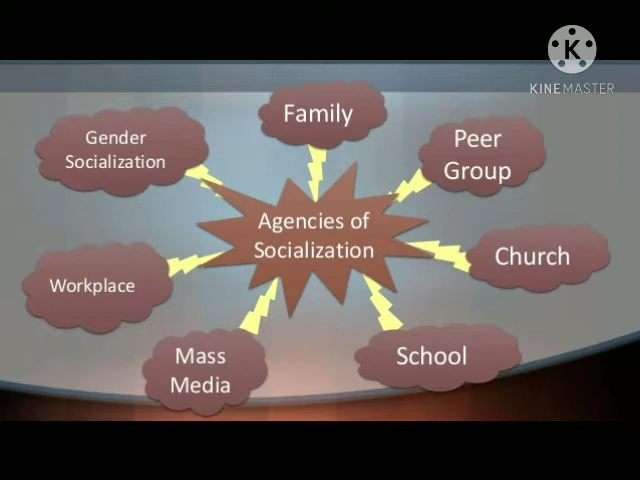 K
KINEMASTER
Family
Gender
Socialization
Peer
Group
Agencies of
Socialization
Church
Workplace
School
Mass
Media